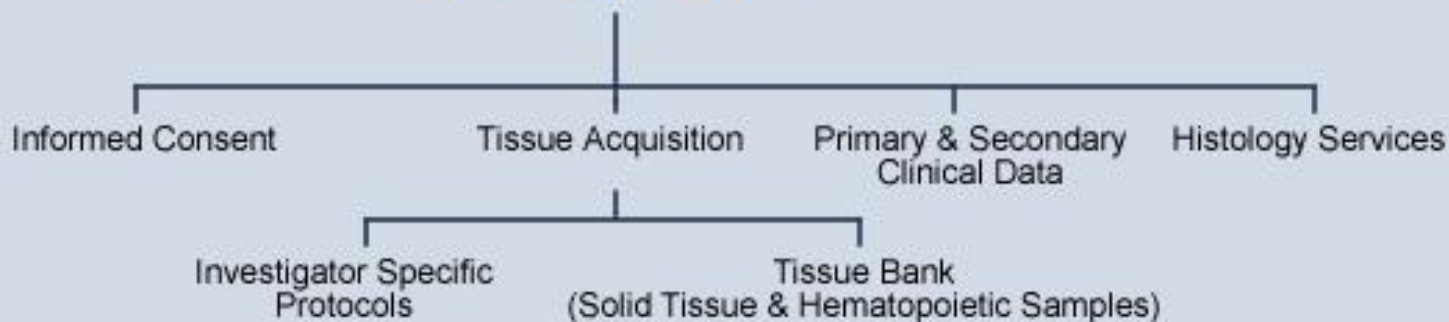 Informed Consent
Tissue Acquisition
Primary & Secondary
Clinical Data
Histology Services
Investigator Specific
Protocols
Tissue Bank
(Solid Tissue & Hematopoietic Samples)